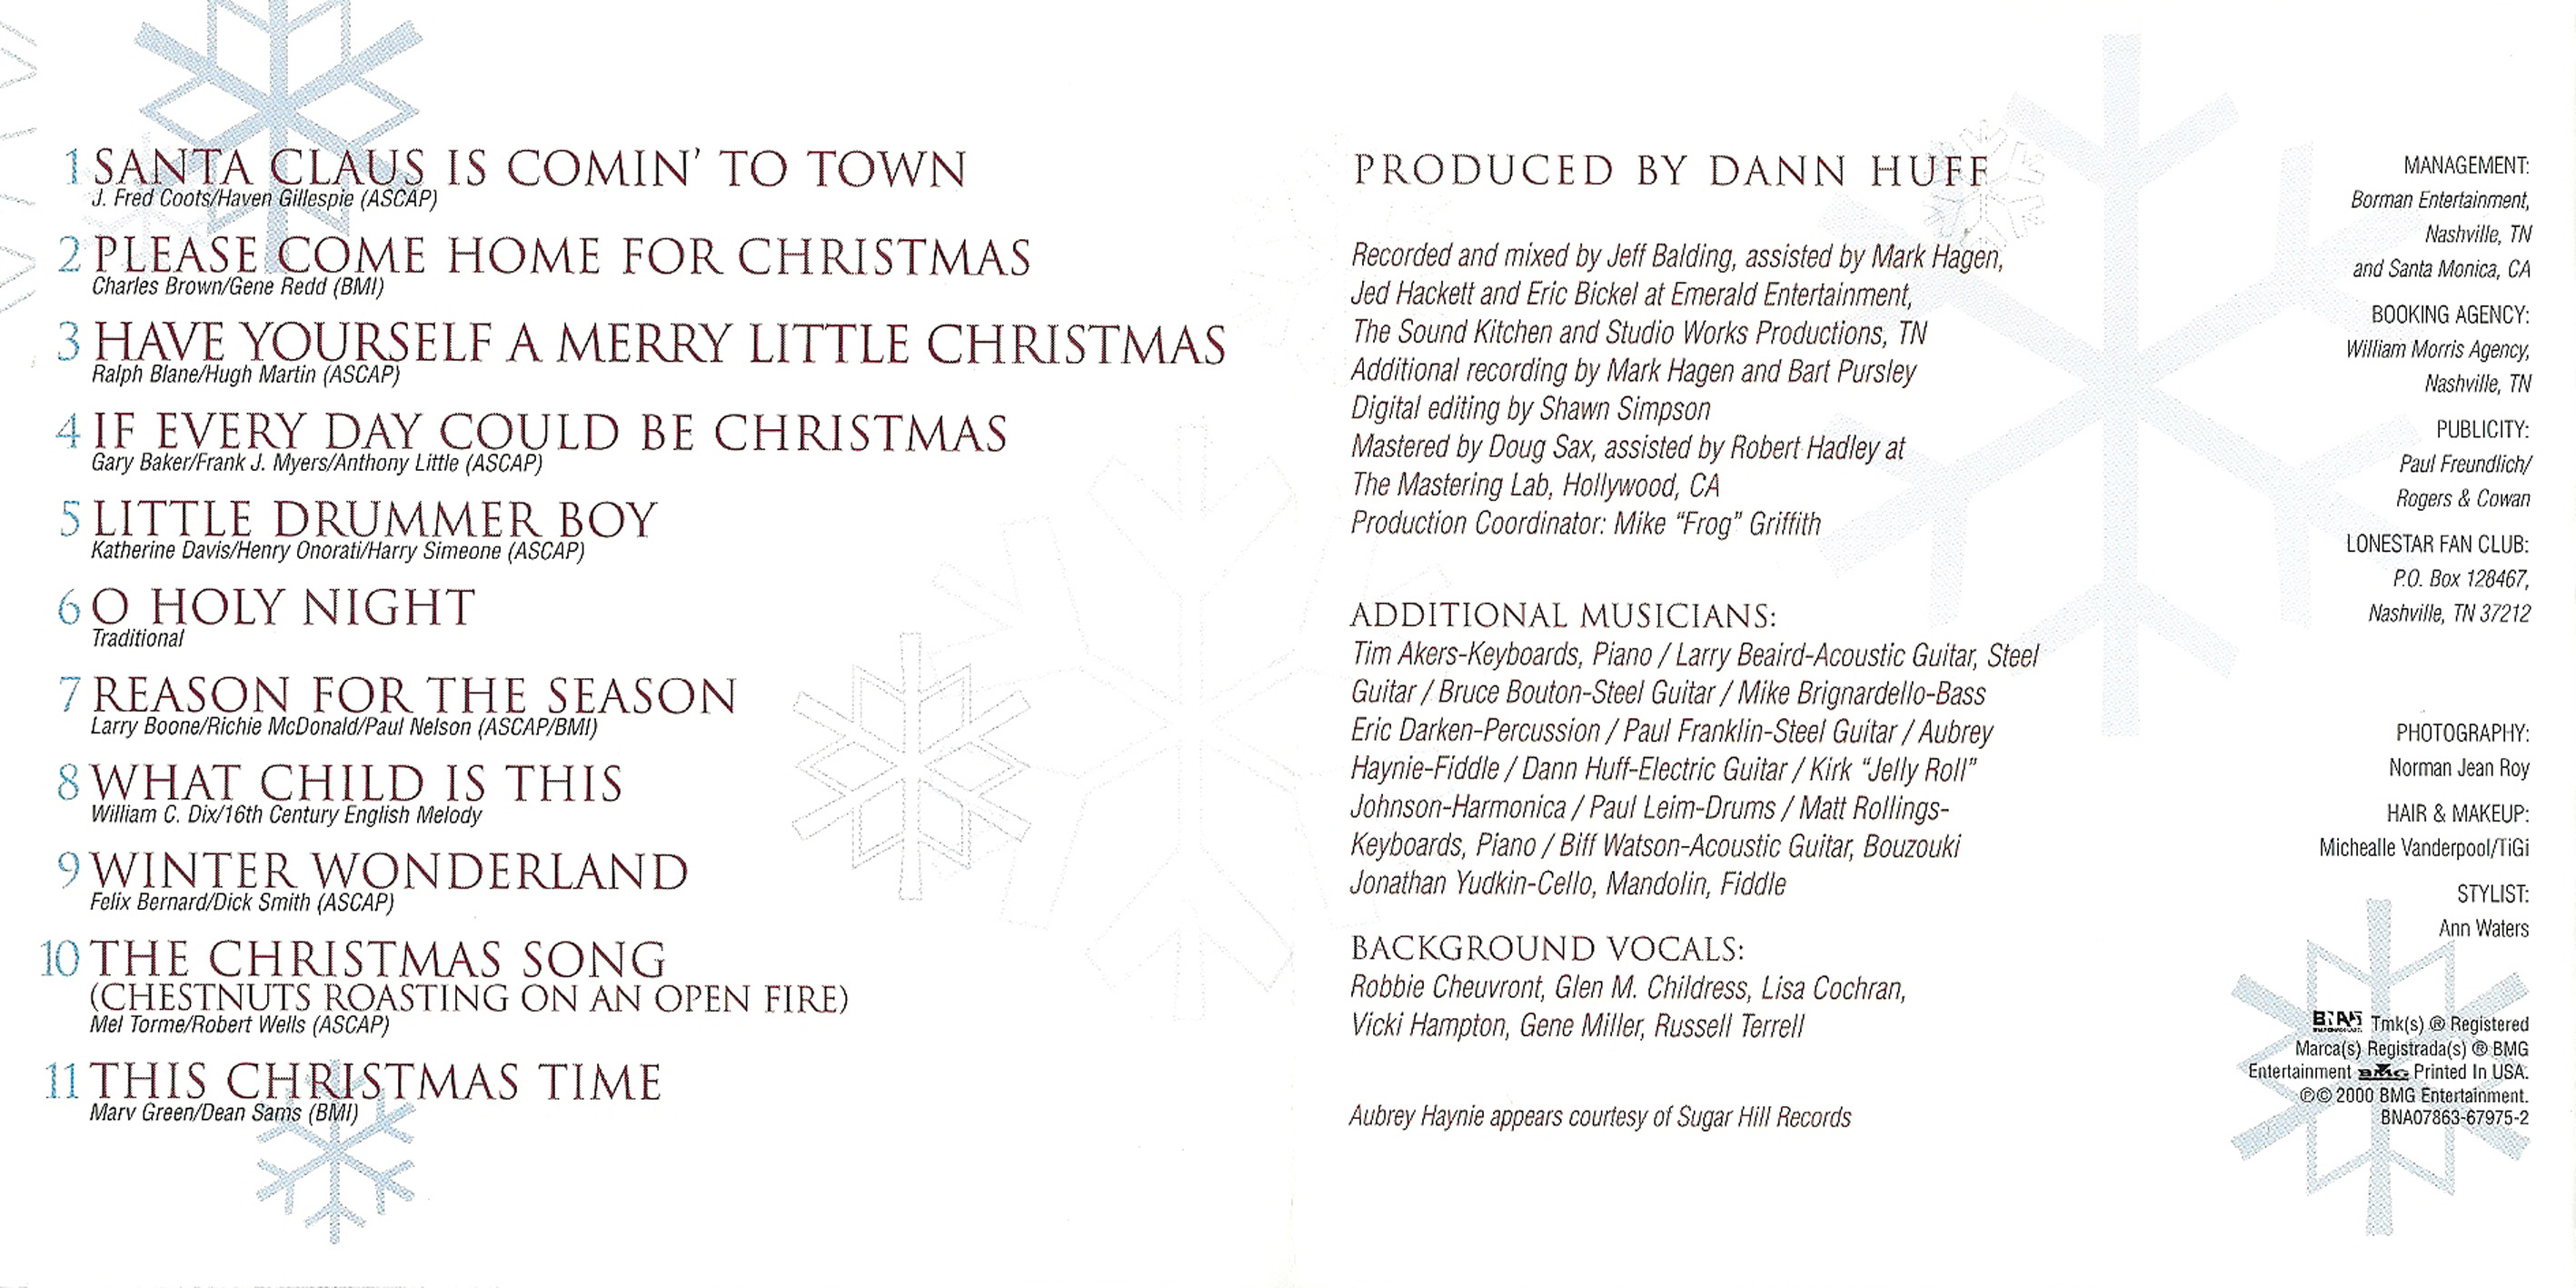 1 SANTA CLAUS IS COMIN' TO TOWN
J. Fred Coots/Haven Gillespie (ASCAP)
2 PLEASE COME HOME FOR CHRISTMAS
Charles Brown/Gene Redd (BMI)
3 HAVE YOURSELF A MERRY LITTLE CHRISTMAS
Ralph Blane/Hugh Martin (ASCAP)
4 IF EVERY DAY COULD BE CHRISTMAS
Gary Baker/Frank J. Myers/Anthony Little (ASCAP)
5 LITTLE DRUMMER BOY
Katherine Davis/Henry Onorati/Harry Simeone (ASCAP)
6 O HOLY NIGHT
Traditional
7 REASON FOR THE SEASON
Larry Boone/Richie McDonald/Paul Nelson (ASCAP/BMI)
8 WHAT CHILD IS THIS
William C. Dix/16th Century English Melody
9 WINTER WONDERLAND
Felix Bernard/Dick Smith (ASCAP)
10 THE CHRISTMAS SONG
(CHESTNUTS ROASTING ON AN OPEN FIRE)
Mel Torme/Robert Wells (ASCAP)
11 THIS CHRISTMAS TIME
Marv Green/Dean Sams (BMI)
PRODUCED BY DANN HUFF
Recorded and mixed by Jeff Balding, assisted by Mark Hagen,
Jed Hackett and Eric Bickel at Emerald Entertainment,
The Sound Kitchen and Studio Works Productions, TN
Additional recording by Mark Hagen and Bart Pursley
Digital editing by Shawn Simpson
Mastered by Doug Sax, assisted by Robert Hadley at
The Mastering Lab, Hollywood, CA
Production Coordinator: Mike "Frog" Griffith
ADDITIONAL MUSICIANS:
Tim Akers-Keyboards, Piano / Larry Beaird-Acoustic Guitar, Steel
Guitar / Bruce Bouton-Steel Guitar / Mike Brignardello-Bass
Eric Darken-Percussion / Paul Franklin-Steel Guitar / Aubrey
Haynie-Fiddle / Dann Huff-Electric Guitar / Kirk "Jelly Roll"
Johnson-Harmonica / Paul Leim-Drums / Matt Rollings-
Keyboards, Piano / Biff Watson-Acoustic Guitar, Bouzouki
Jonathan Yudkin-Cello, Mandolin, Fiddle
BACKGROUND VOCALS:
Robbie Cheuvront, Glen M. Childress, Lisa Cochran,
Vicki Hampton, Gene Miller, Russell Terrell
Aubrey Haynie appears courtesy of Sugar Hill Records
MANAGEMENT:
Borman Entertainment,
Nashville, TN
and Santa Monica, CA
BOOKING AGENCY:
William Morris Agency,
Nashville, TN
PUBLICITY:
Paul Freundlich/
Rogers & Cowan
LONESTAR FAN CLUB:
P.O. Box 128467,
Nashville, TN 37212
PHOTOGRAPHY:
Norman Jean Roy
HAIR & MAKEUP:
Michealle Vanderpool/TiGi
STYLIST:
Ann Waters
BNA Tmk(s) ® Registered
Marca(s) Registrada(s) ® BMG
Entertainment BMG Printed In USA.
℗© 2000 BMG Entertainment.
BNA07863-67975-2